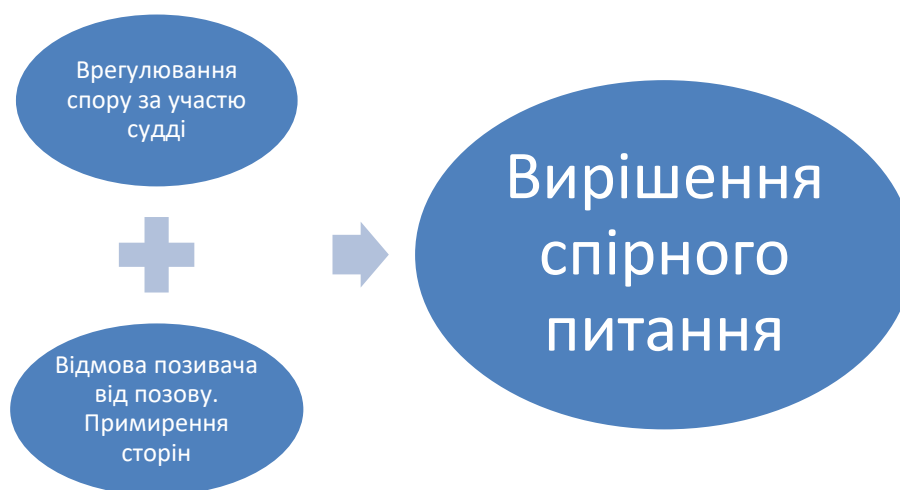 Врегулювання
спору за участю
судді
Відмова позивача
від позову.
Примирення
сторін
Вирішення
спірного
питання